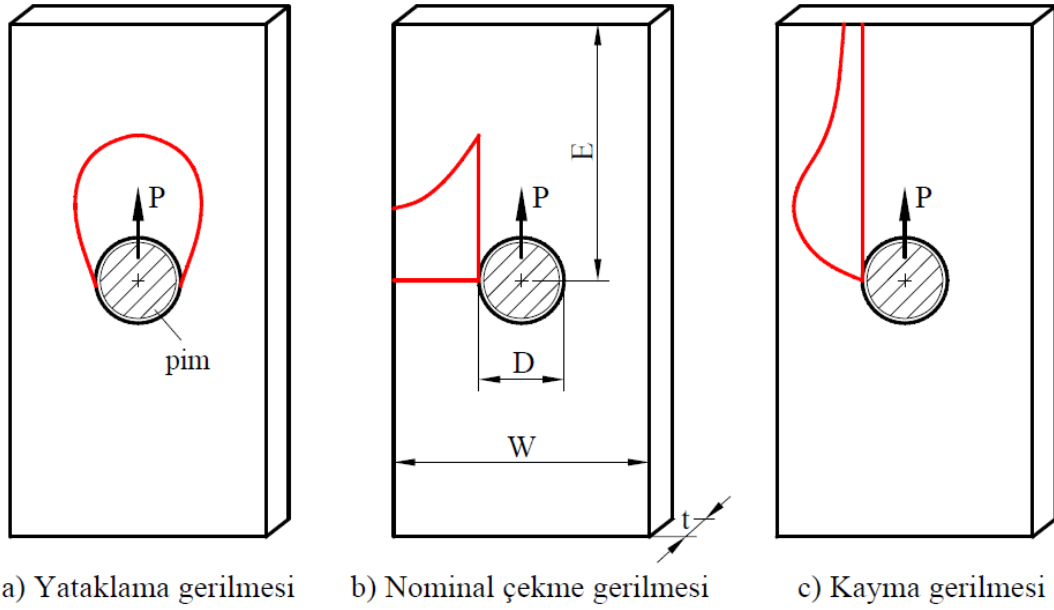 P
pim
E
P
D
W
t
P
a) Yataklama gerilmesi
b) Nominal çekme gerilmesi
c) Kayma gerilmesi